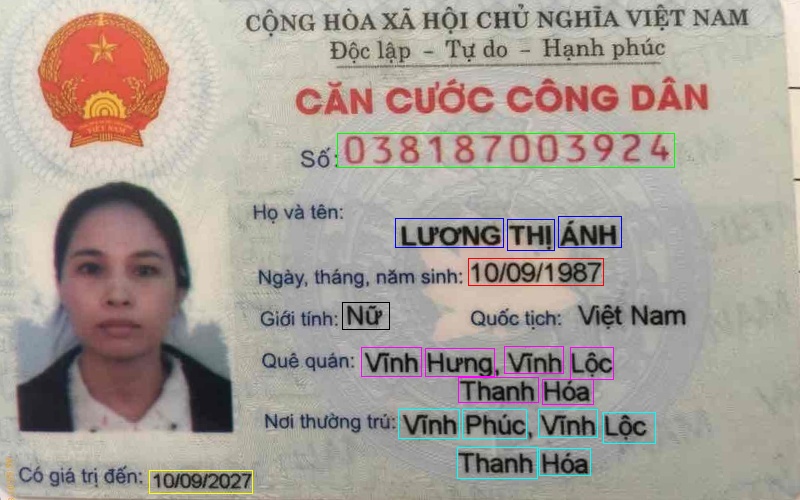 CỘNG HÒA XÃ HỘI CHỦ NGHĨA VIỆT NAM
Độc lập - Tự do - Hạnh phúc
CĂN CƯỚC CÔNG DÂN
Số: 038187003924
Họ và tên:
LƯƠNG THỊ ÁNH
Ngày, tháng, năm sinh: 10/09/1987
Giới tính: Nữ Quốc tịch: Việt Nam
Quê quán: Vĩnh Hưng, Vĩnh Lộc
Thanh Hóa
Nơi thường trú: Vĩnh Phúc, Vĩnh Lộc
Thanh Hóa
Có giá trị đến: 10/09/2027